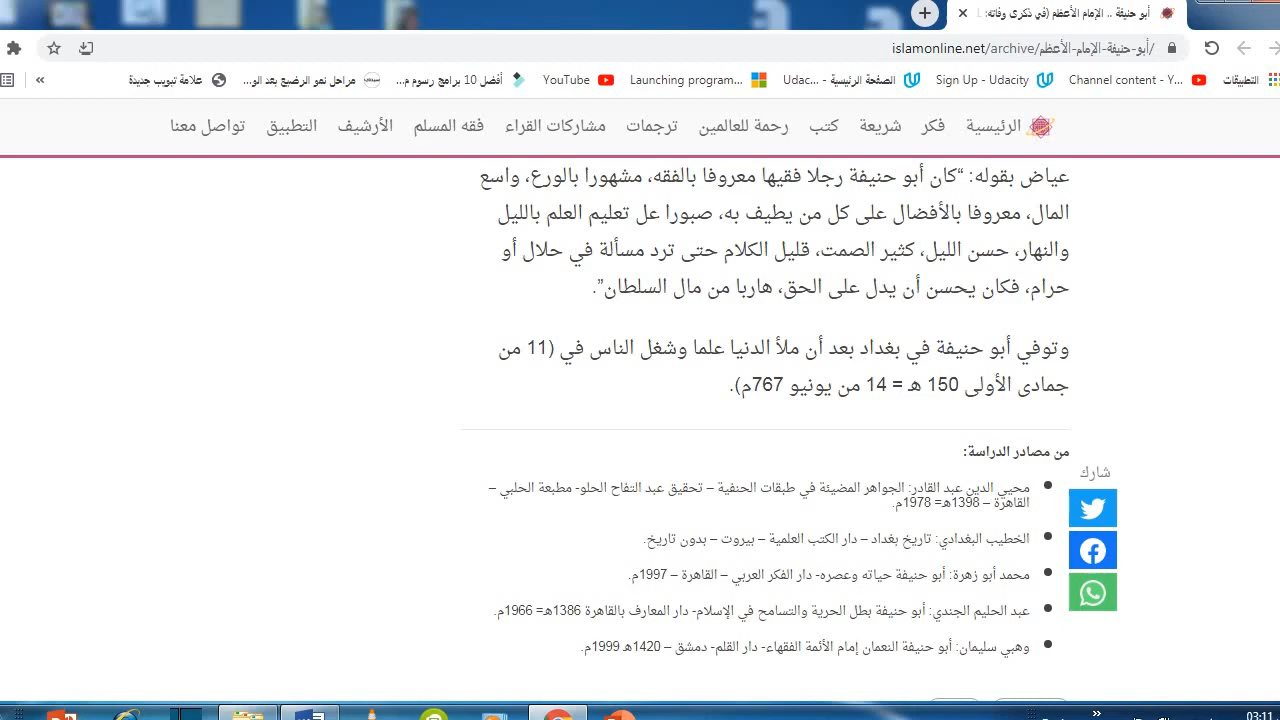 أبو حنيفة .. الإمام الأعظم (في ذكرى وفاته:
islamonline.net/archive/أبو-حنيفة-الإمام-الأعظم/
التطبيقات
Channel content - Y...
Sign Up - Udacity
الصفحة الرئيسية - Udac...
Launching program...
YouTube
أفضل 10 برامج رسوم م...
مراحل نمو الرضيع بعد الو...
علامة تبويب جديدة
الرئيسية فكر شريعة كتب رحمة للعالمين ترجمات مشاركات القراء فقه المسلم الأرشيف التطبيق تواصل معنا
عياض بقوله: “كان أبو حنيفة رجلا فقيها معروفا بالفقه، مشهورا بالورع، واسع
المال، معروفا بالأفضال على كل من يطيف به، صبورا عل تعليم العلم بالليل
والنهار، حسن الليل، كثير الصمت، قليل الكلام حتى ترد مسألة في حلال أو
حرام، فكان يحسن أن يدل على الحق، هاربا من مال السلطان”.
وتوفي أبو حنيفة في بغداد بعد أن ملأ الدنيا علما وشغل الناس في (11 من
جمادى الأولى 150 هـ = 14 من يونيو 767م).
من مصادر الدراسة:
شارك
محيي الدين عبد القادر: الجواهر المضيئة في طبقات الحنفية – تحقيق عبد التفاح الحلو- مطبعة الحلبي –
القاهرة – 1398هـ= 1978م.
الخطيب البغدادي: تاريخ بغداد – دار الكتب العلمية – بيروت – بدون تاريخ.
محمد أبو زهرة: أبو حنيفة حياته وعصره- دار الفكر العربي – القاهرة – 1997م.
عبد الحليم الجندي: أبو حنيفة بطل الحرية والتسامح في الإسلام- دار المعارف بالقاهرة 1386هـ= 1966م.
وهبي سليمان: أبو حنيفة النعمان إمام الأئمة الفقهاء- دار القلم- دمشق – 1420هـ 1999م.
03:11